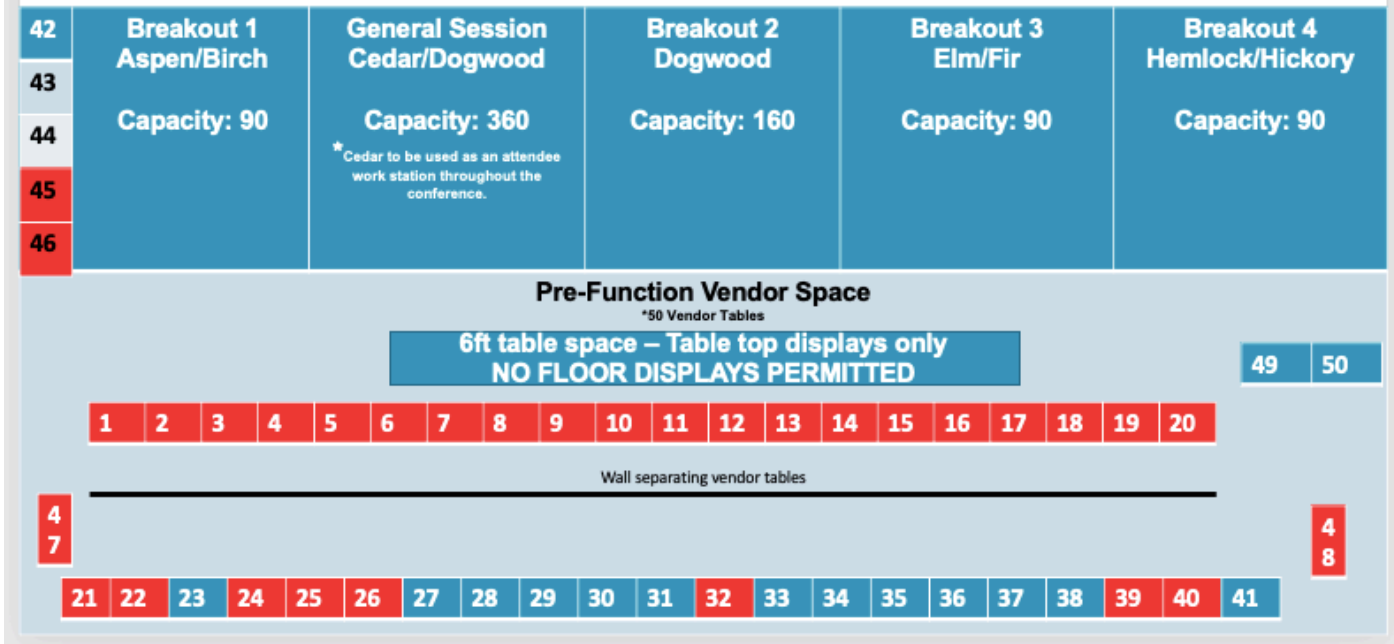 42
43
44
45
46
Breakout 1
Aspen/Birch
Capacity: 90
General Session
Cedar/Dogwood
Capacity: 360
*Cedar to be used as an attendee
work station throughout the
conference.
Breakout 2
Dogwood
Capacity: 160
Breakout 3
Elm/Fir
Capacity: 90
Breakout 4
Hemlock/Hickory
Capacity: 90
Pre-Function Vendor Space
*50 Vendor Tables
6ft table space – Table top displays only
NO FLOOR DISPLAYS PERMITTED
49 50
1 2 3 4 5 6 7 8 9 10 11 12 13 14 15 16 17 18 19 20
Wall separating vendor tables
4
7
4
8
21 22 23 24 25 26 27 28 29 30 31 32 33 34 35 36 37 38 39 40 41